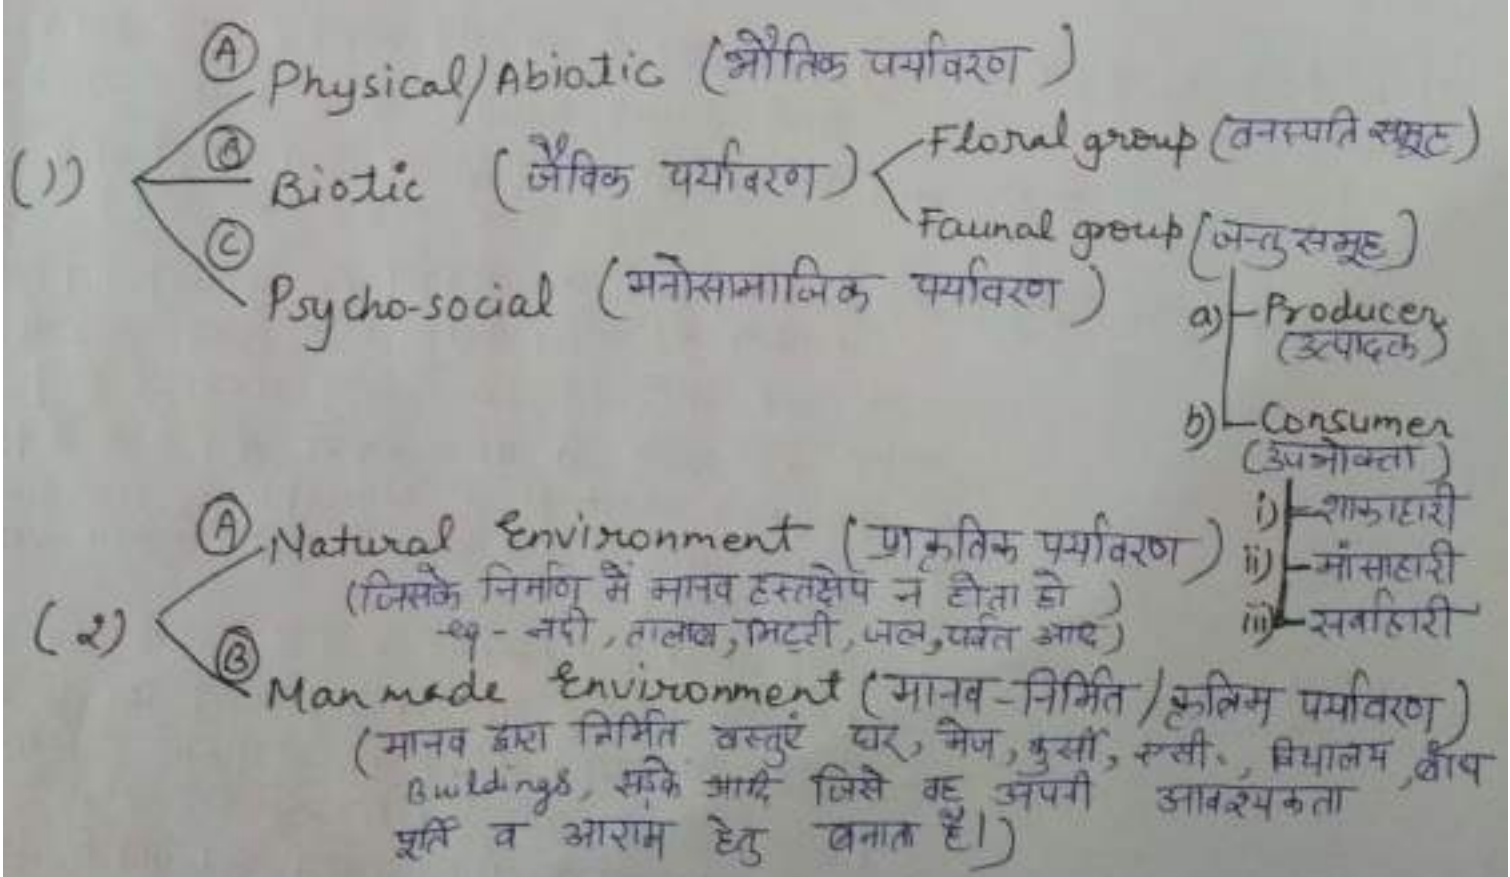 (A) Physical/Abiotic (भौतिक पर्यावरण)
(1)
(B) Biotic (जैविक पर्यावरण)
Floral group (वनस्पति समूह)
Faunal group (जन्तु समूह)
(C) Psycho-social (मनोसामाजिक पर्यावरण)
a) Producer
(उत्पादक)
b) Consumer
(उपभोक्ता)
i) शाकाहारी
ii) मांसाहारी
iii) सर्वाहारी
(2)
(A) Natural Environment (प्राकृतिक पर्यावरण)
(जिसके निर्माण में मानव हस्तक्षेप न होता हो)
eg - नदी, तालाब, मिट्टी, जल, पर्वत आदि)
(B) Man made Environment (मानव-निर्मित/कृत्रिम पर्यावरण)
(मानव द्वारा निर्मित वस्तुएं घर, मेज, कुर्सी, विद्यालय, बाँध
Buildings, सड़कें आदि जिसे वह अपनी आवश्यकता
पूर्ति व आराम हेतु बनाता है।)